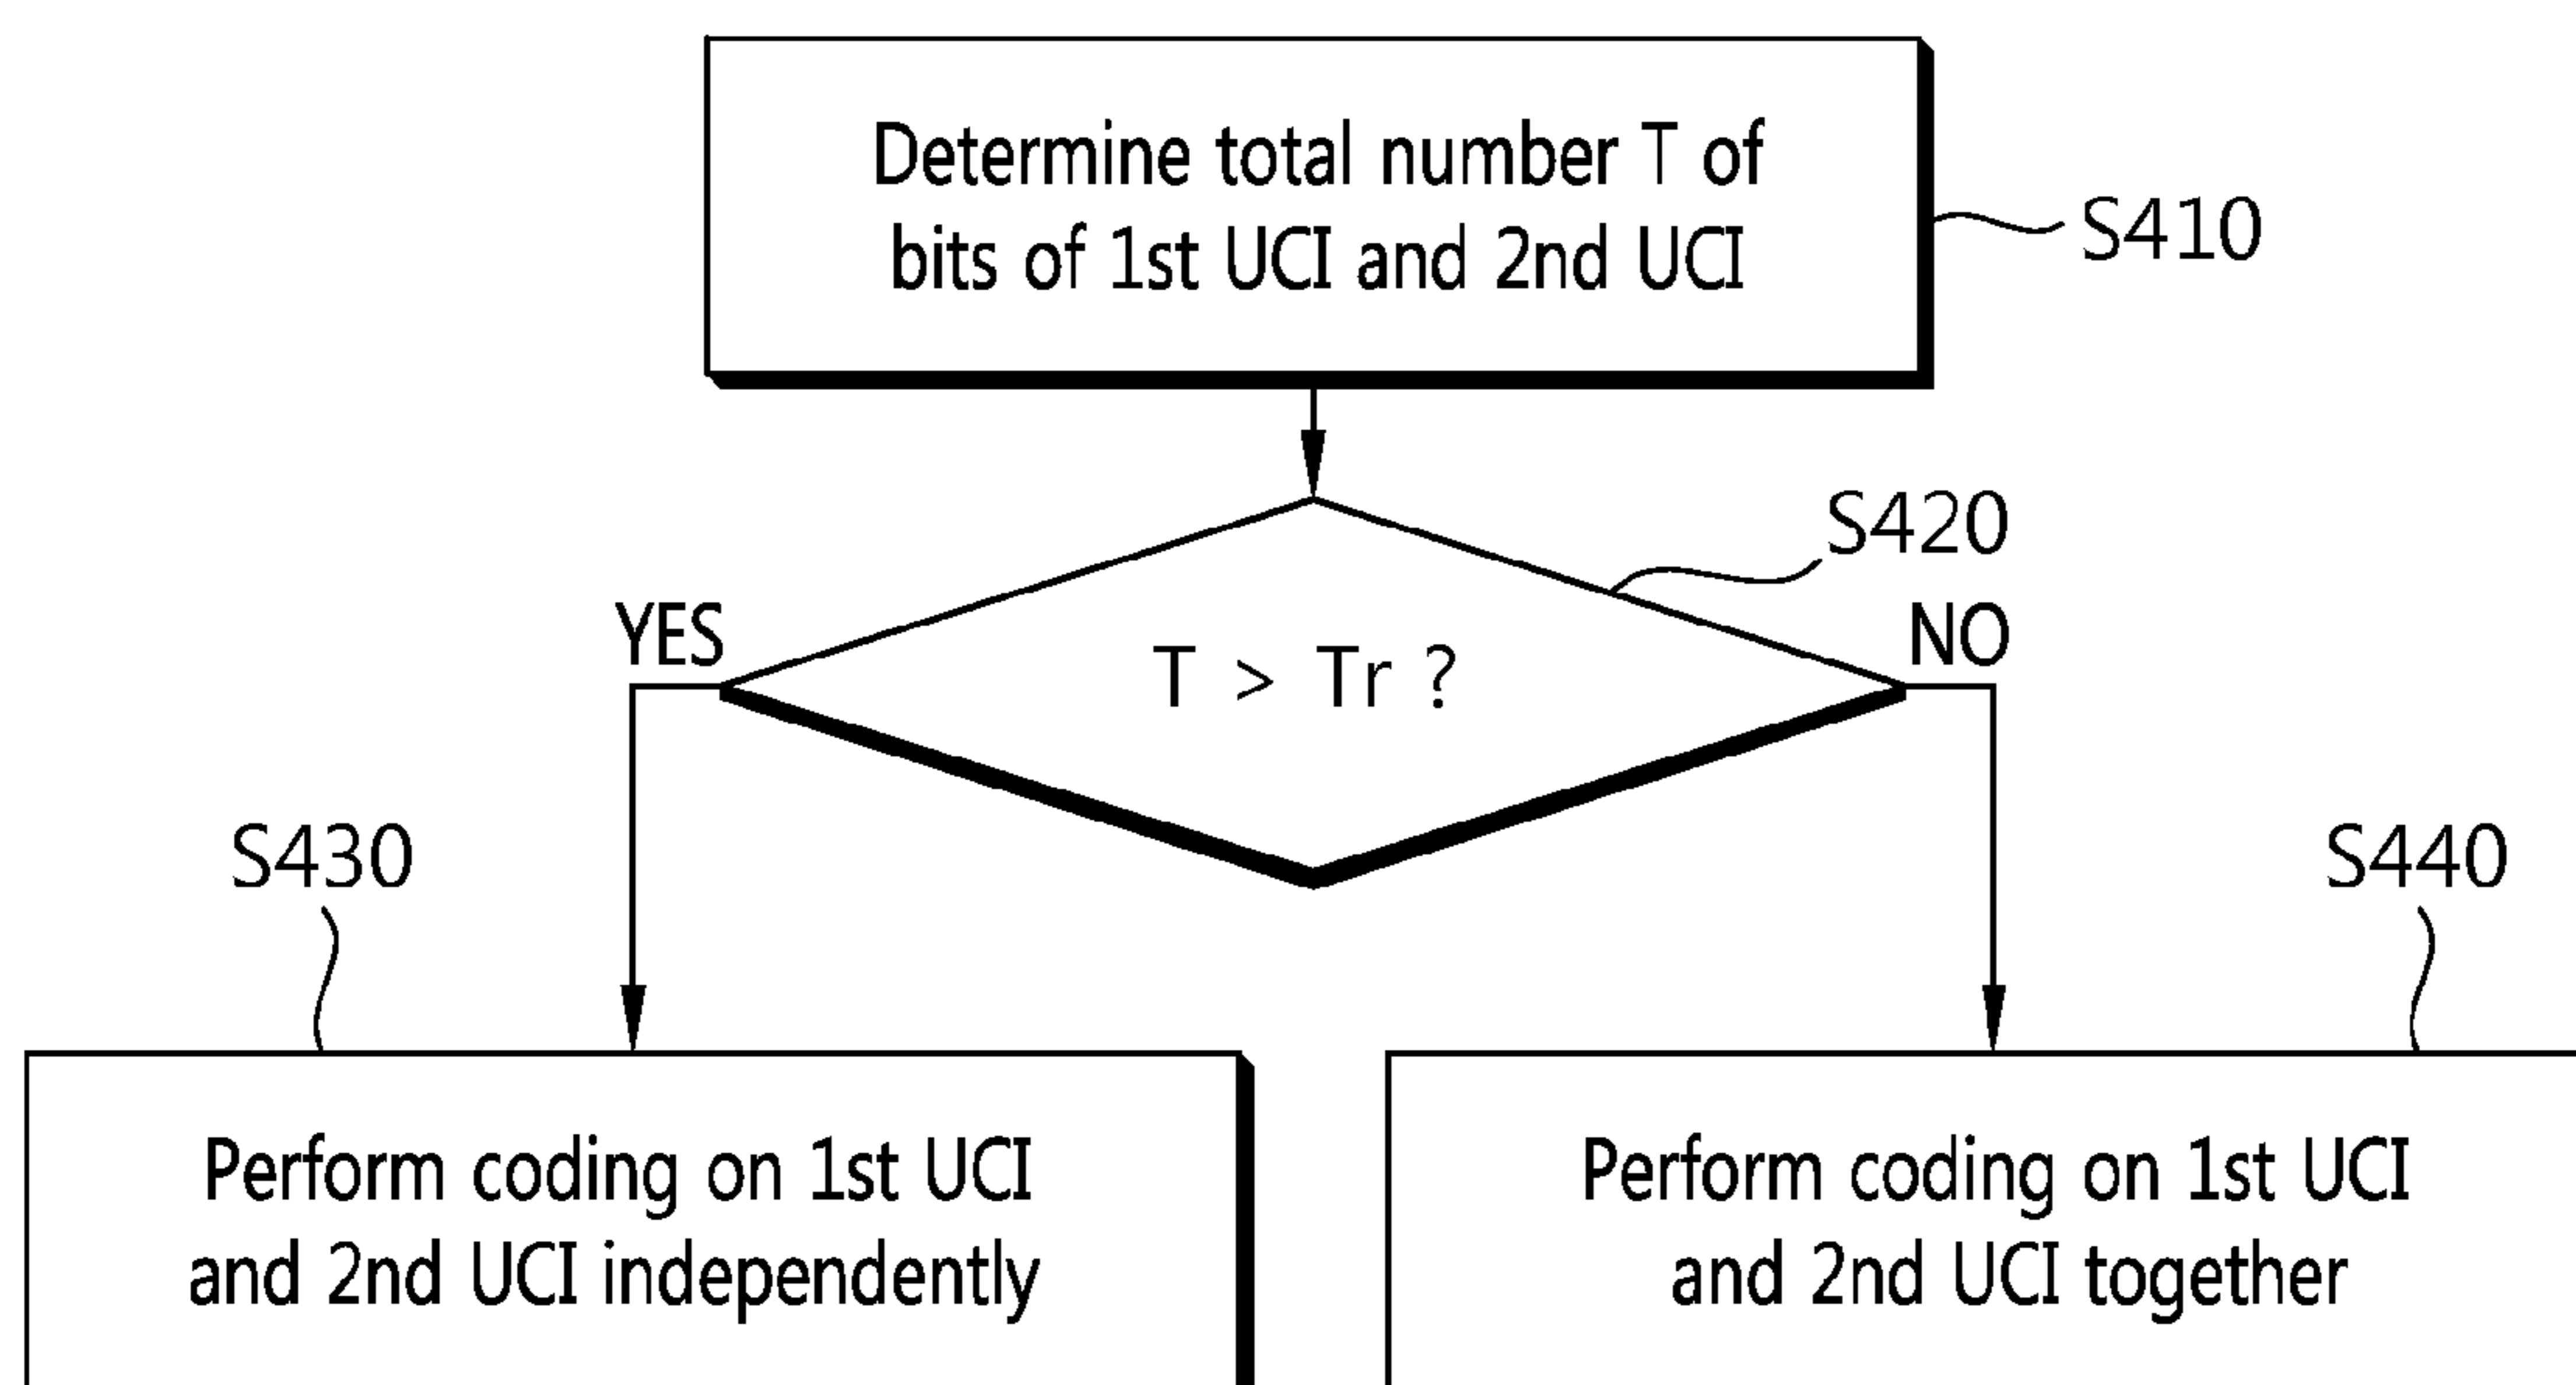 Determine total number T of
bits of 1st UCI and 2nd UCI
S410
S420
YES
T > Tr ?
NO
S430
S440
Perform coding on 1st UCI
and 2nd UCI independently
Perform coding on 1st UCI
and 2nd UCI together